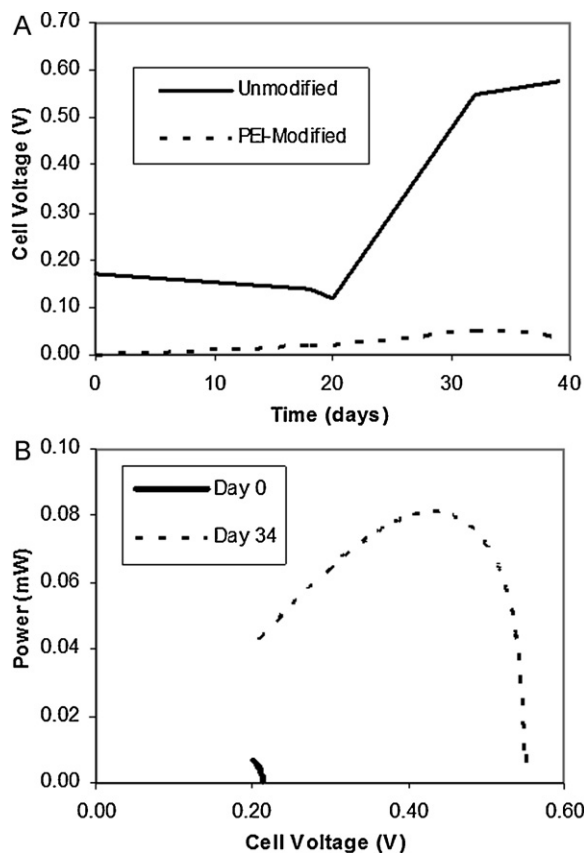 A
0.70
0.60
0.50
0.40
0.30
0.20
0.10
0.00
Cell Voltage (V)
Unmodified
PEI-Modified
0
10
20
30
40
Time (days)
B
0.10
0.08
0.06
0.04
0.02
0.00
Power (mW)
Day 0
Day 34
0.00
0.20
0.40
0.60
Cell Voltage (V)